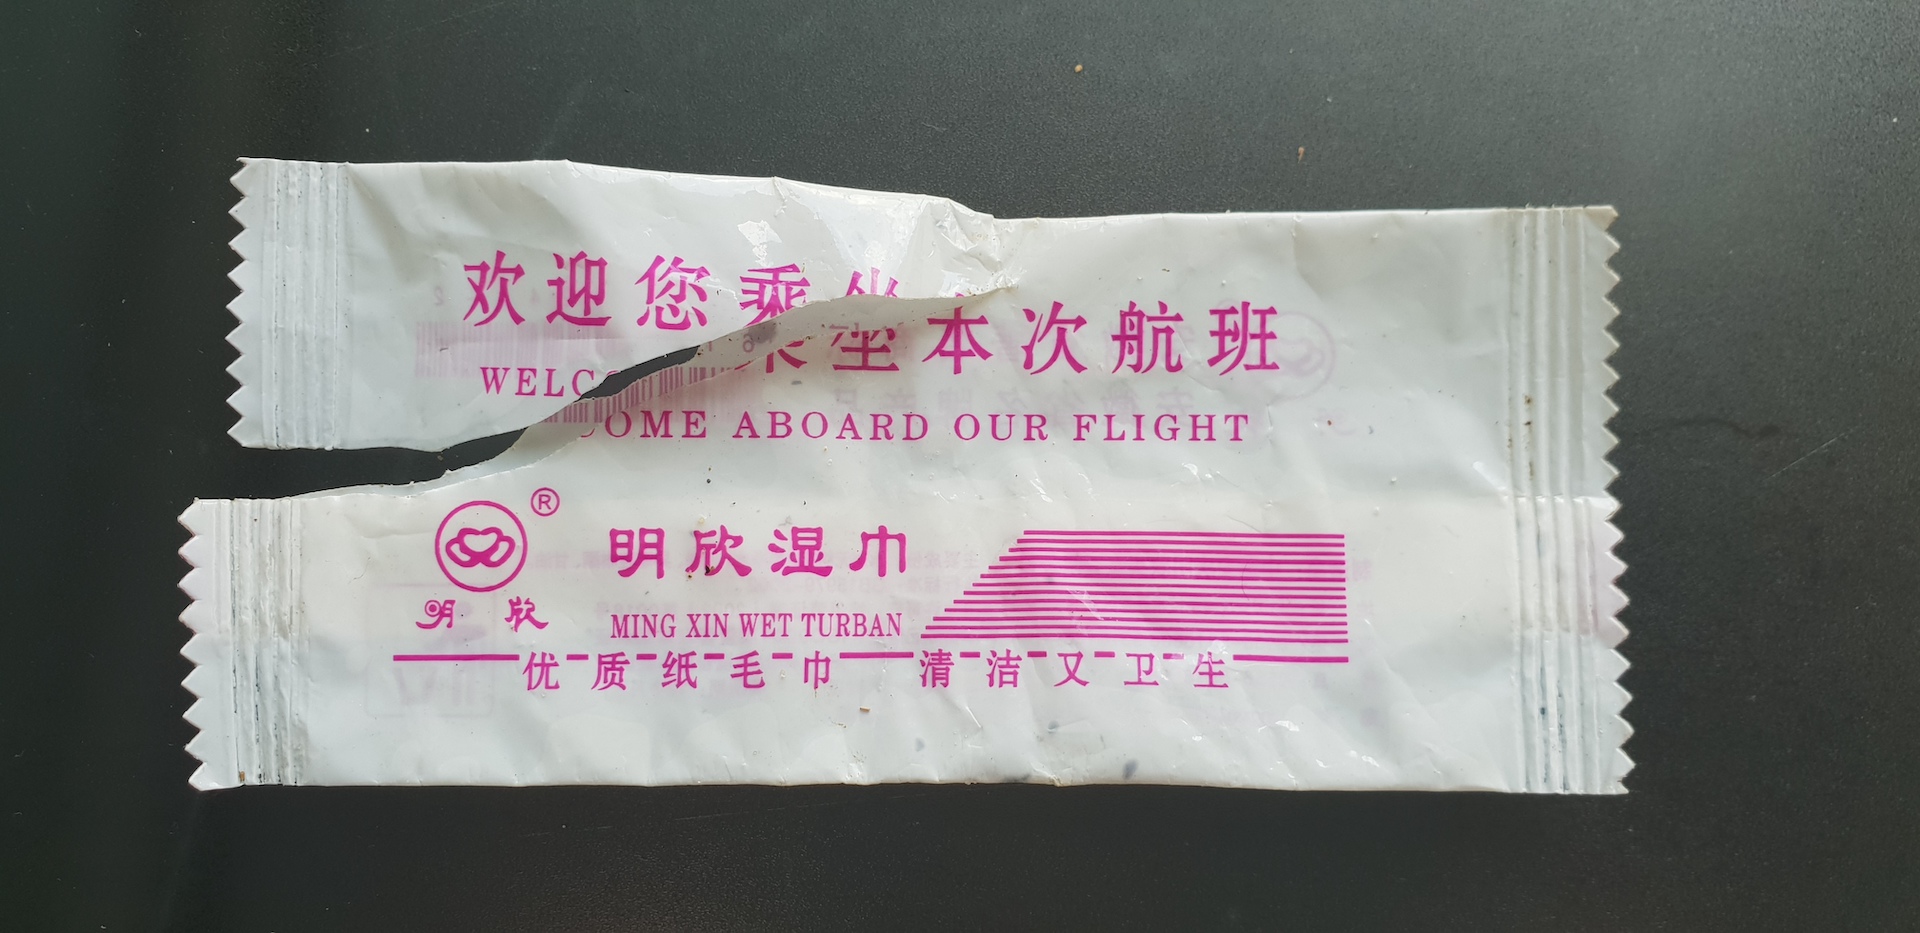 欢迎您乘坐本次航班
WELCOME ABOARD OUR FLIGHT
®
明欣湿巾
明欣
MING XIN WET TURBAN
优质纸毛巾 清洁又卫生